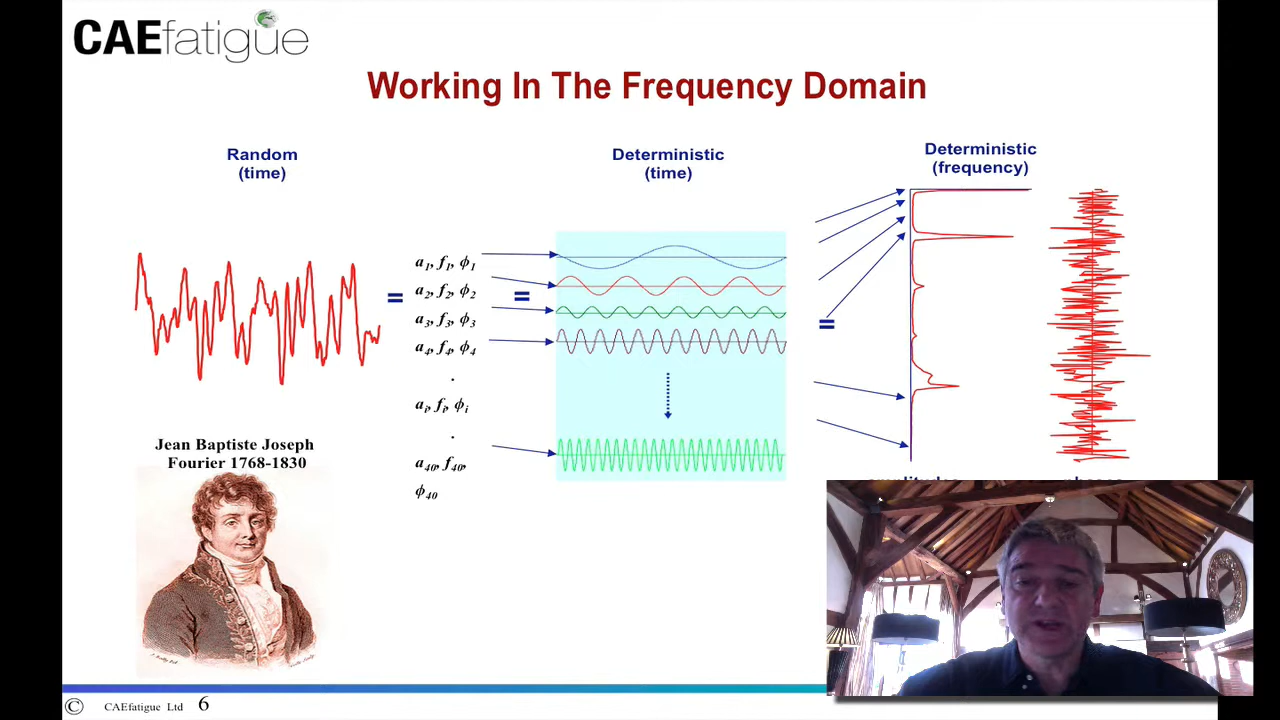 CAEfatigue
Working In The Frequency Domain
Random
(time)
Deterministic
(time)
Deterministic
(frequency)
a1, f1, ϕ1
a2, f2, ϕ2
a3, f3, ϕ3
a4, f4, ϕ4
.
ai, fi, ϕi
.
a40, f40,
ϕ40
=
=
=
Jean Baptiste Joseph
Fourier 1768-1830
amplitudes
phases
© CAEfatigue Ltd 6